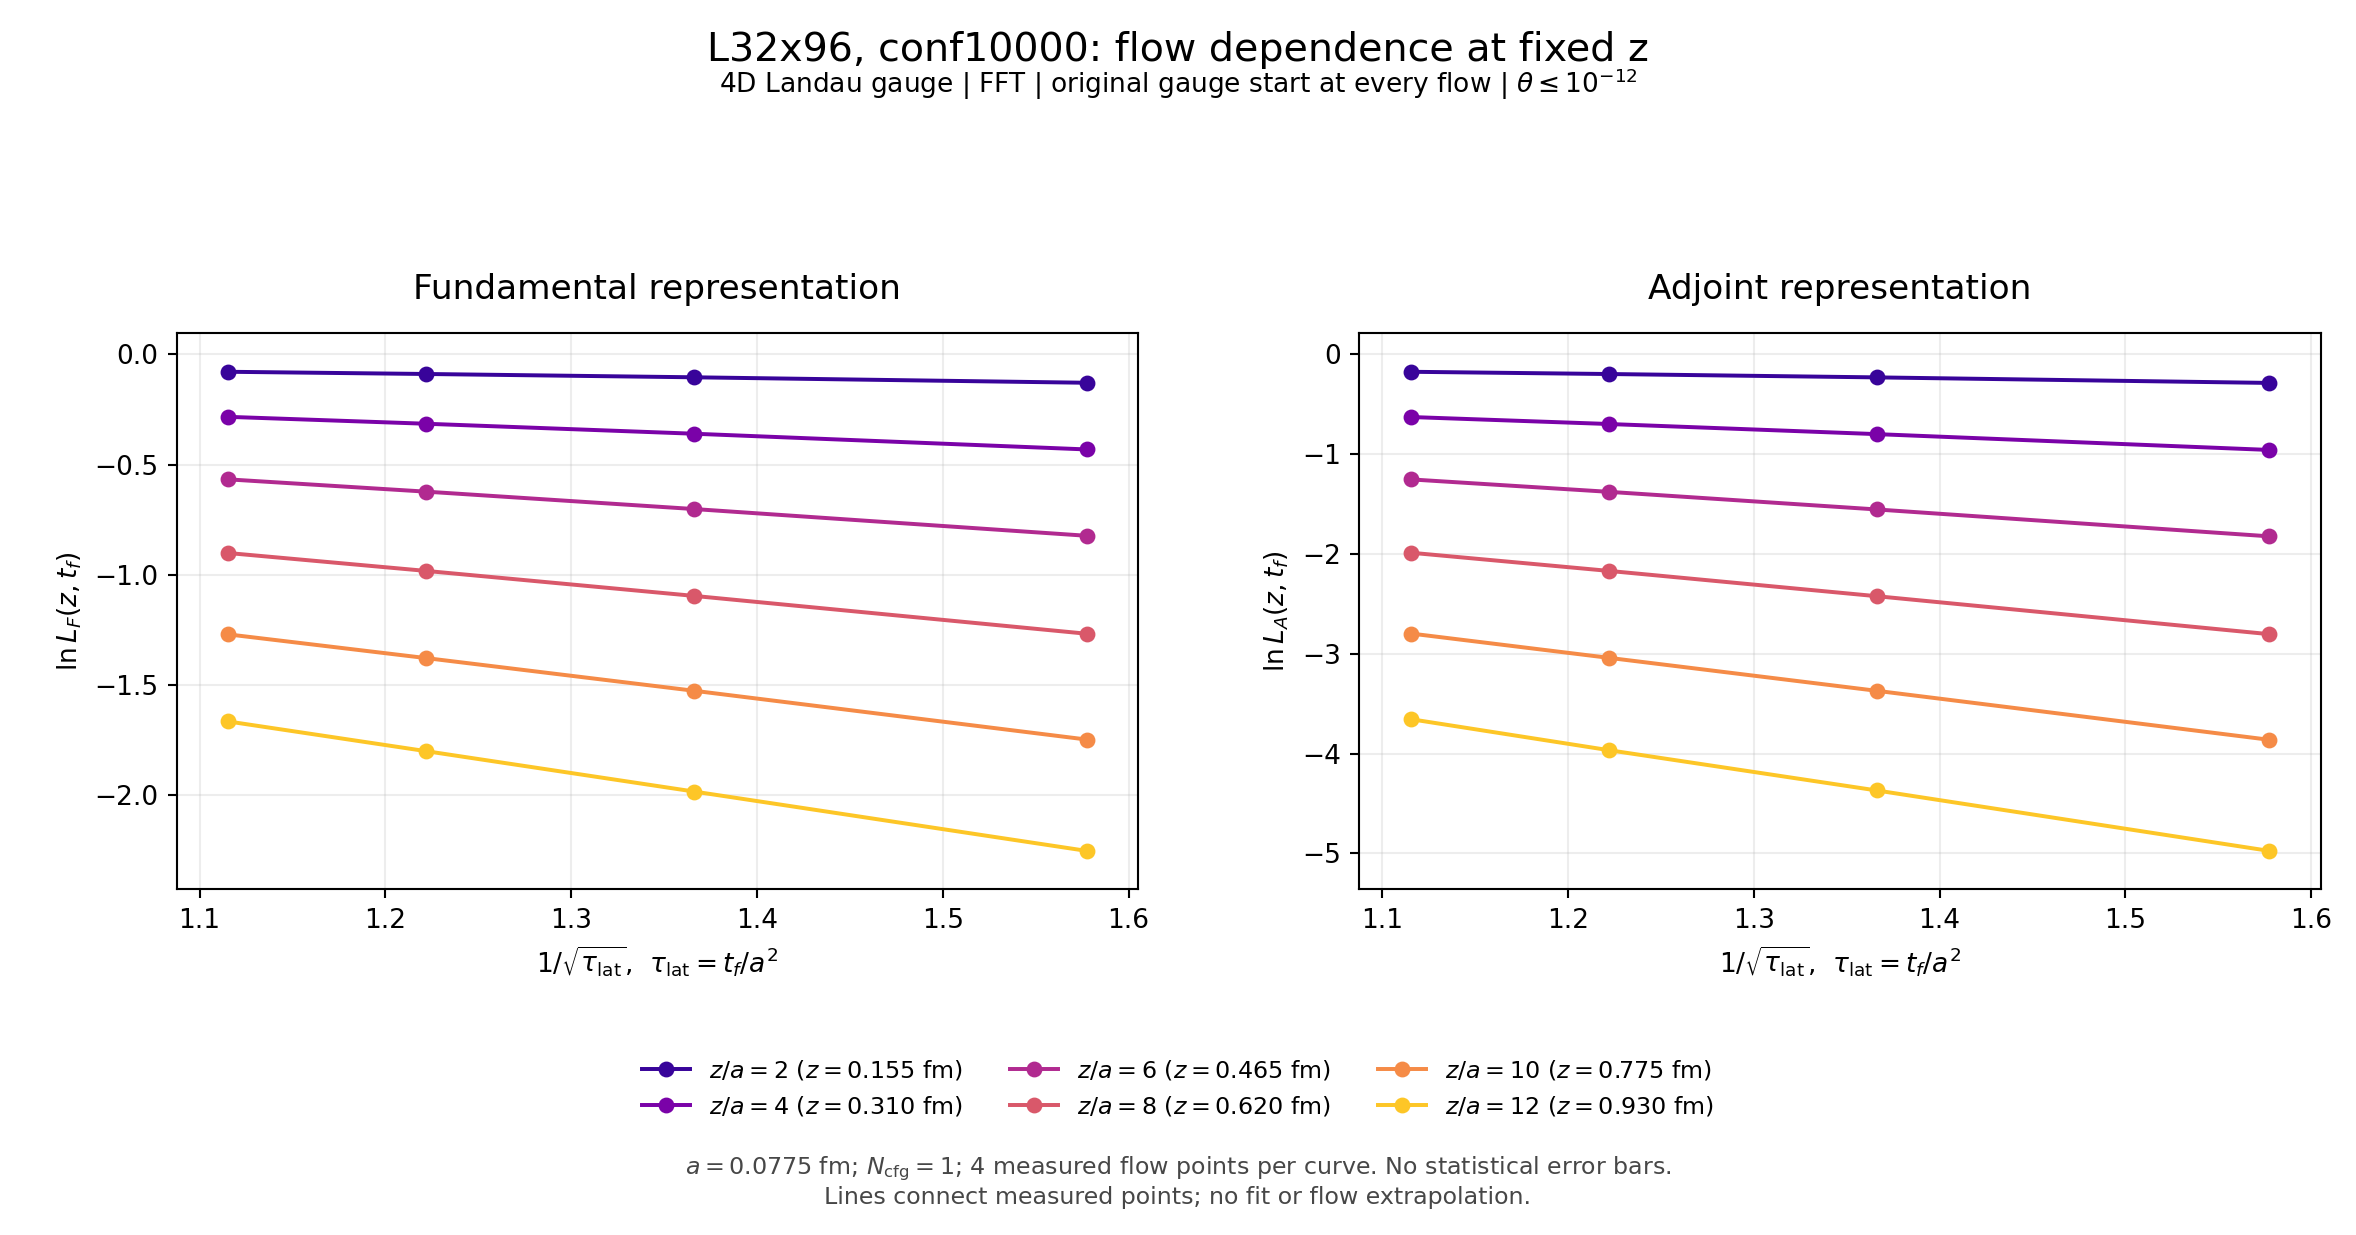 L32x96, conf10000: flow dependence at fixed z
4D Landau gauge | FFT | original gauge start at every flow | θ ≤ 10⁻¹²
Fundamental representation
ln L_F(z, t_f)
0.0
−0.5
−1.0
−1.5
−2.0
1.1 1.2 1.3 1.4 1.5 1.6
1/√τ_lat, τ_lat = t_f/a²
Adjoint representation
ln L_A(z, t_f)
0
−1
−2
−3
−4
−5
1.1 1.2 1.3 1.4 1.5 1.6
1/√τ_lat, τ_lat = t_f/a²
z/a = 2 (z = 0.155 fm) z/a = 6 (z = 0.465 fm) z/a = 10 (z = 0.775 fm)
z/a = 4 (z = 0.310 fm) z/a = 8 (z = 0.620 fm) z/a = 12 (z = 0.930 fm)
a = 0.0775 fm; N_cfg = 1; 4 measured flow points per curve. No statistical error bars.
Lines connect measured points; no fit or flow extrapolation.